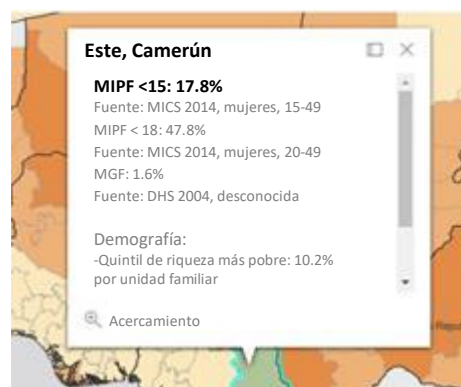 Este, Camerún
MIPF <15: 17.8%
Fuente: MICS 2014, mujeres, 15-49
MIPF < 18: 47.8%
Fuente: MICS 2014, mujeres, 20-49
MGF: 1.6%
Fuente: DHS 2004, desconocida
Demografía:
-Quintil de riqueza más pobre: 10.2%
por unidad familiar
Acercamiento